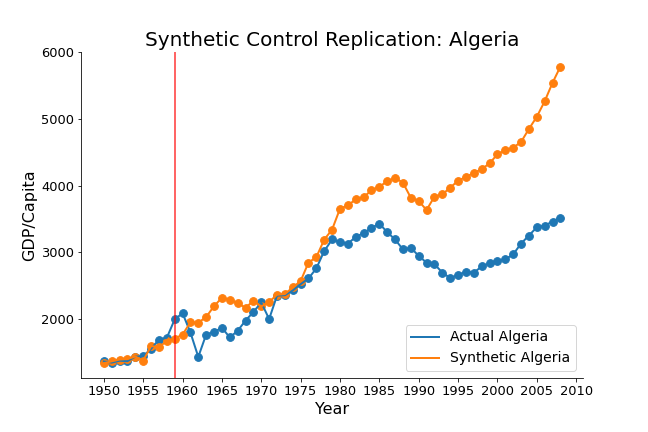 Synthetic Control Replication: Algeria
6000
5000
4000
3000
2000
GDP/Capita
1950 1955 1960 1965 1970 1975 1980 1985 1990 1995 2000 2005 2010
Year
Actual Algeria
Synthetic Algeria